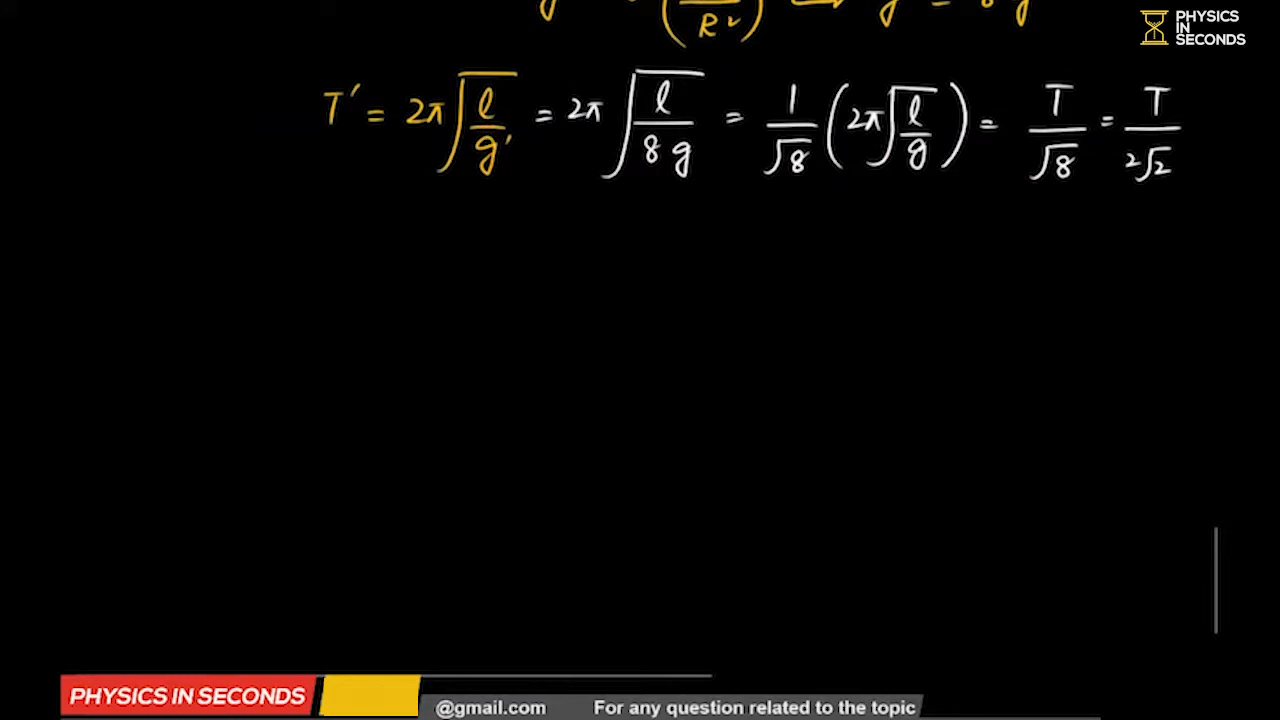 PHYSICS
IN
SECONDS
T' = 2π√(l/g') = 2π√(l/8g) = 1/√8 (2π√(l/g)) = T/√8 = T/2√2
PHYSICS IN SECONDS
@gmail.com For any question related to the topic